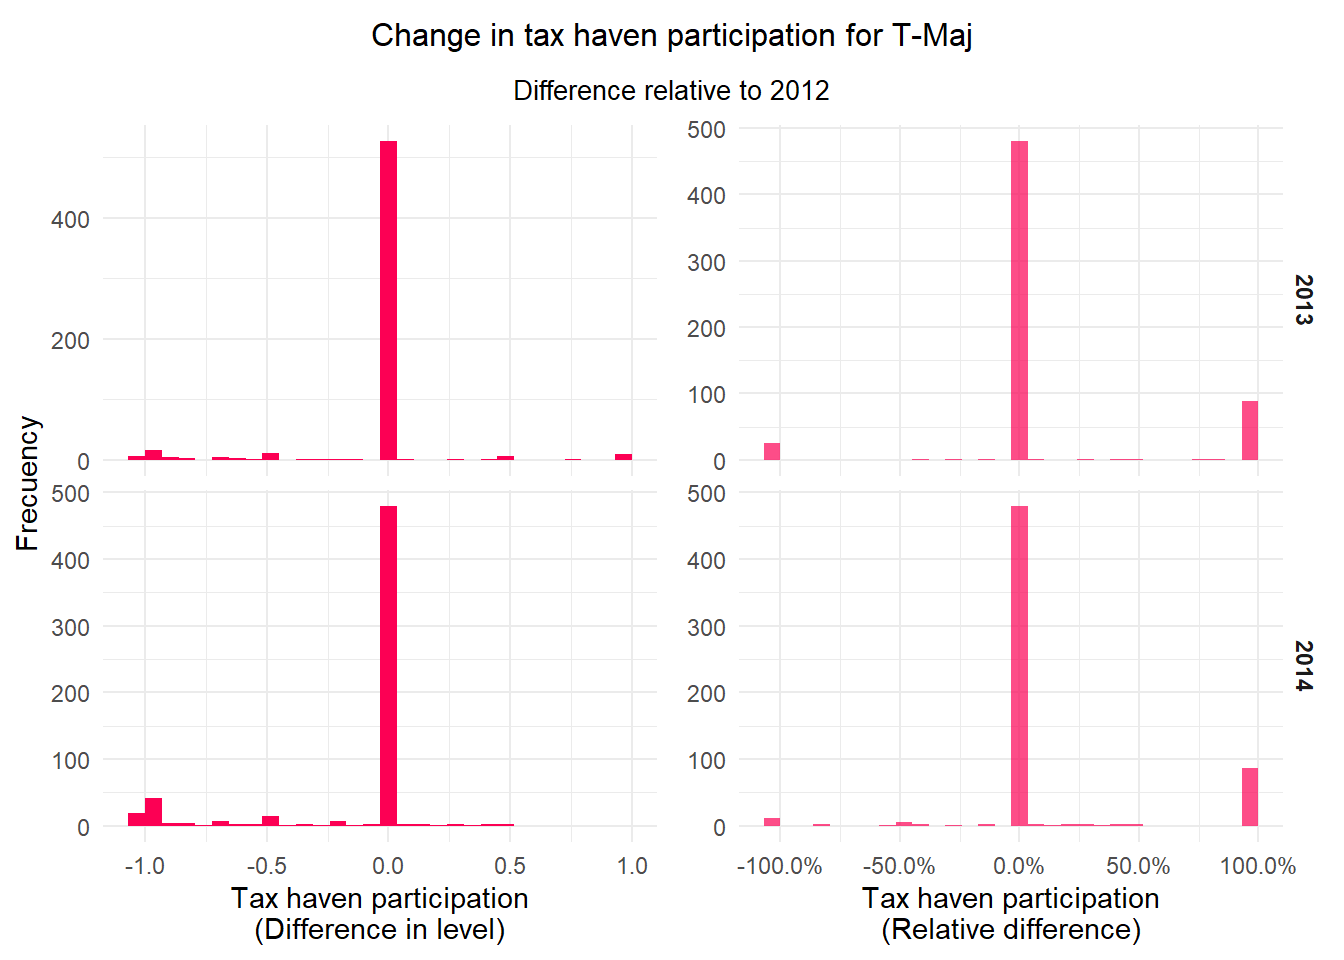 Change in tax haven participation for T-Maj
Difference relative to 2012
Frecuency
400
200
0
500
400
300
200
100
0
2013
500
400
300
200
100
0
500
400
300
200
100
0
2014
-1.0 -0.5 0.0 0.5 1.0
-100.0% -50.0% 0.0% 50.0% 100.0%
Tax haven participation
(Difference in level)
Tax haven participation
(Relative difference)